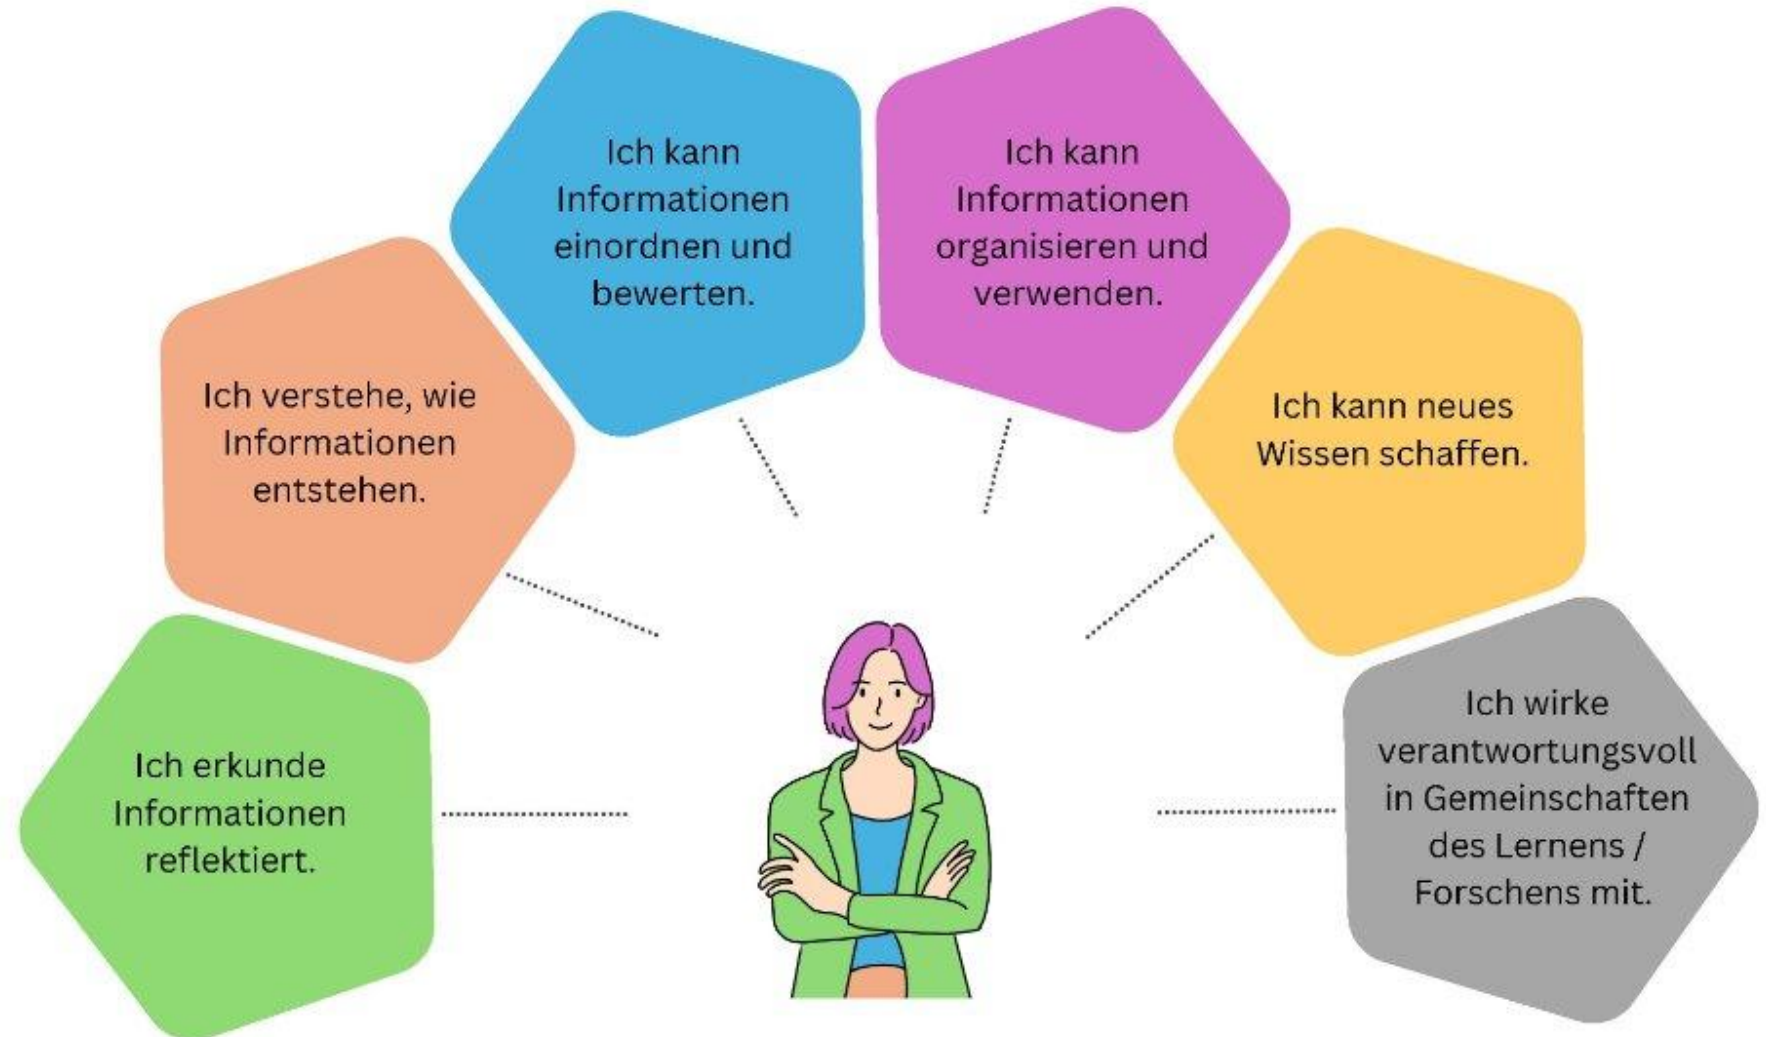 Ich kann
Informationen
einordnen und
bewerten.
Ich kann
Informationen
organisieren und
verwenden.
Ich verstehe, wie
Informationen
entstehen.
Ich kann neues
Wissen schaffen.
Ich erkunde
Informationen
reflektiert.
Ich wirke
verantwortungsvoll
in Gemeinschaften
des Lernens /
Forschens mit.